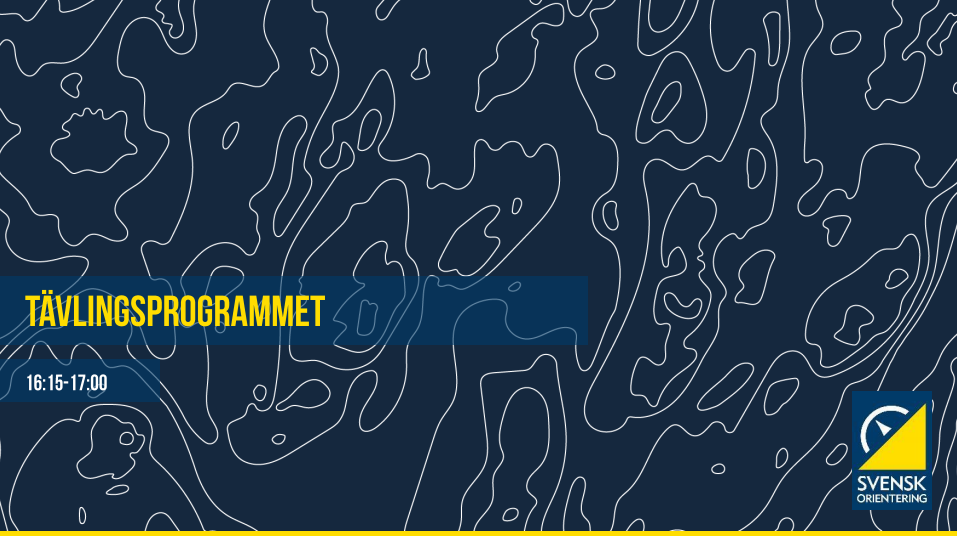 TÄVLINGSPROGRAMMET
16:15-17:00
SVENSK
ORIENTERING